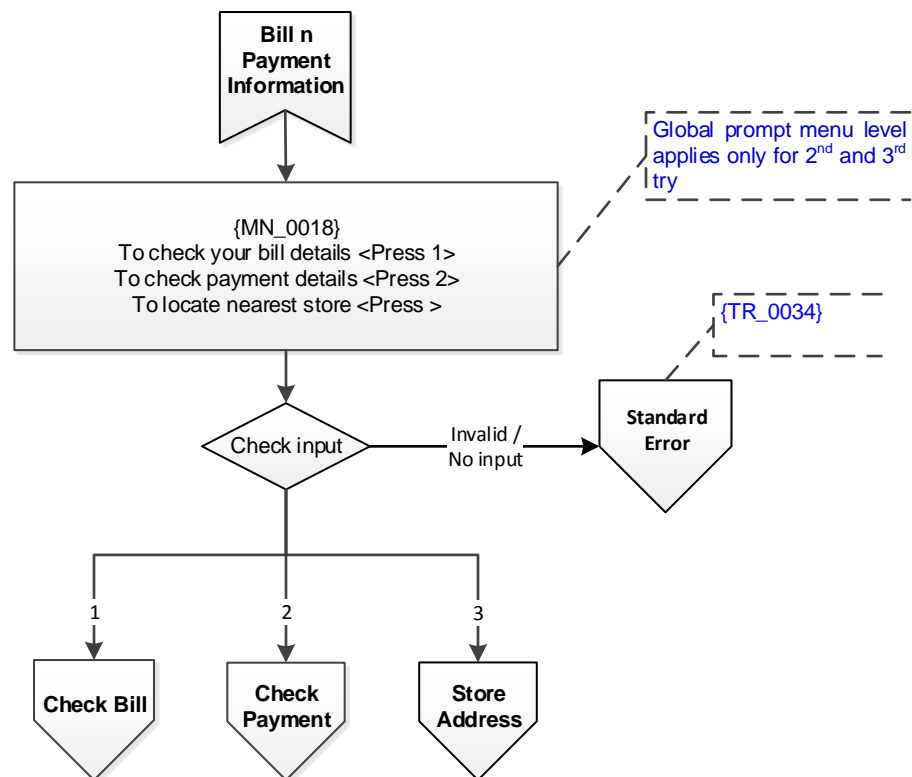 Bill n
Payment
Information
Global prompt menu level
applies only for 2nd and 3rd
try
{MN_0018}
To check your bill details <Press 1>
To check payment details <Press 2>
To locate nearest store <Press >
{TR_0034}
Standard
Error
Check input
Invalid /
No input
1
2
3
Check Bill
Check
Payment
Store
Address